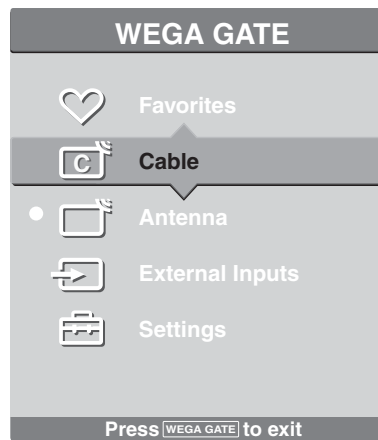 WEGA GATE
Favorites
C Cable
Antenna
External Inputs
Settings
Press WEGA GATE to exit